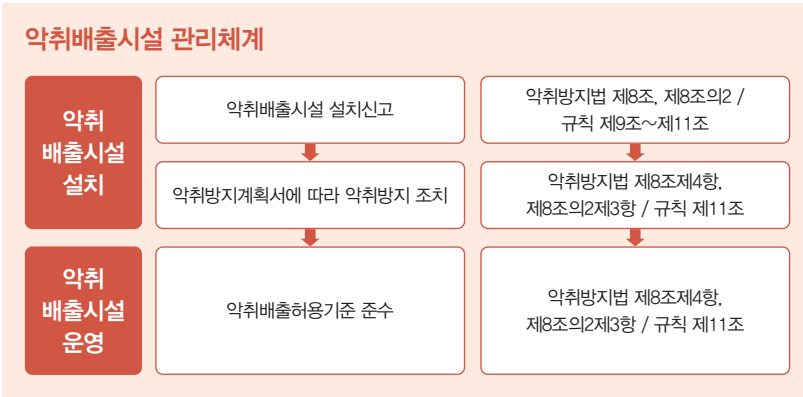 악취배출시설 관리체계
악취
배출시설
설치
악취배출시설 설치신고
악취방지법 제8조, 제8조의2 /
규칙 제9조~제11조
악취방지계획서에 따라 악취방지 조치
악취방지법 제8조제4항,
제8조의2제3항 / 규칙 제11조
악취
배출시설
운영
악취배출허용기준 준수
악취방지법 제8조제4항,
제8조의2제3항 / 규칙 제11조